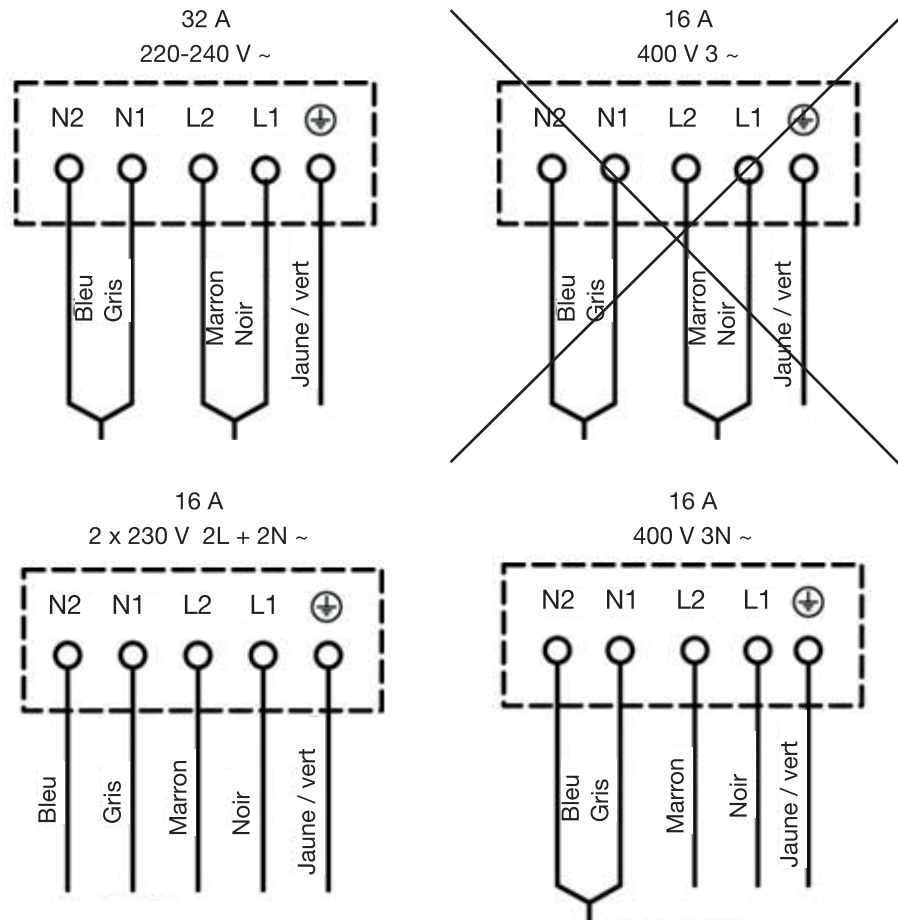 32 A
220-240 V ~
N2 N1 L2 L1
Bleu
Gris
Marron
Noir
Jaune / vert
16 A
400 V 3 ~
N2 N1 L2 L1
Bleu
Gris
Marron
Noir
Jaune / vert
16 A
2 x 230 V 2L + 2N ~
N2 N1 L2 L1
Bleu
Gris
Marron
Noir
Jaune / vert
16 A
400 V 3N ~
N2 N1 L2 L1
Bleu
Gris
Marron
Noir
Jaune / vert